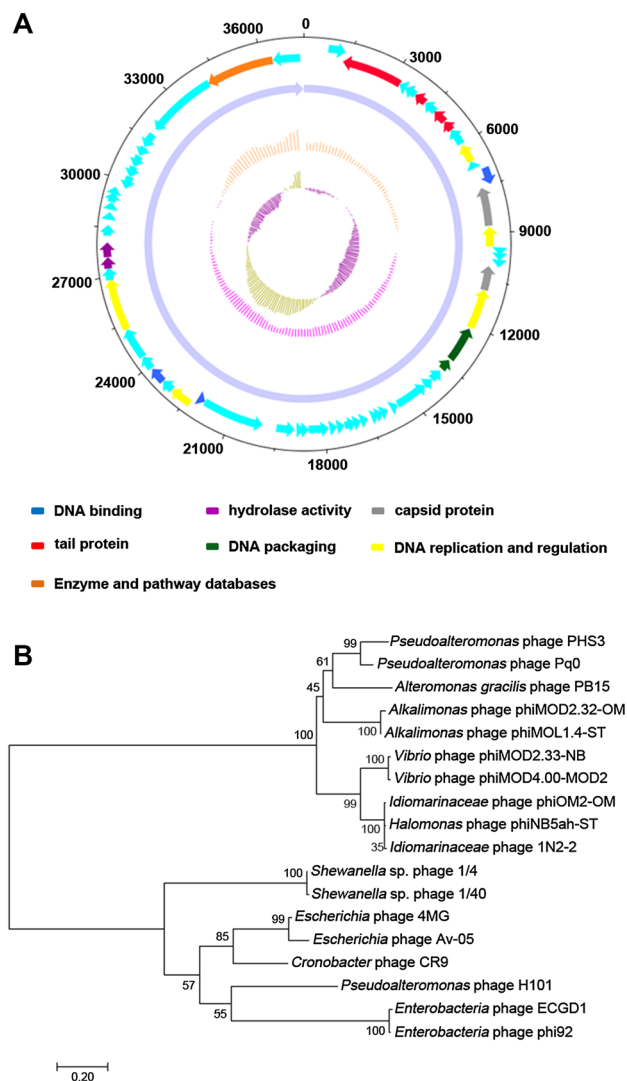 A
0
3000
6000
9000
12000
15000
18000
21000
24000
27000
30000
33000
36000
DNA binding
hydrolase activity
capsid protein
tail protein
DNA packaging
DNA replication and regulation
Enzyme and pathway databases
B
99
Pseudoalteromonas phage PHS3
61
Pseudoalteromonas phage Pq0
45
Alteromonas gracilis phage PB15
Alkalimonas phage phiMOD2.32-OM
100
100
Alkalimonas phage phiMOL1.4-ST
100
Vibrio phage phiMOD2.33-NB
Vibrio phage phiMOD4.00-MOD2
99
Idiomarinaceae phage phiOM2-OM
100
Halomonas phage phiNB5ah-ST
35
Idiomarinaceae phage 1N2-2
100
Shewanella sp. phage 1/4
Shewanella sp. phage 1/40
99
Escherichia phage 4MG
85
Escherichia phage Av-05
Cronobacter phage CR9
57
Pseudoalteromonas phage H101
55
Enterobacteria phage ECGD1
100
Enterobacteria phage phi92
0.20